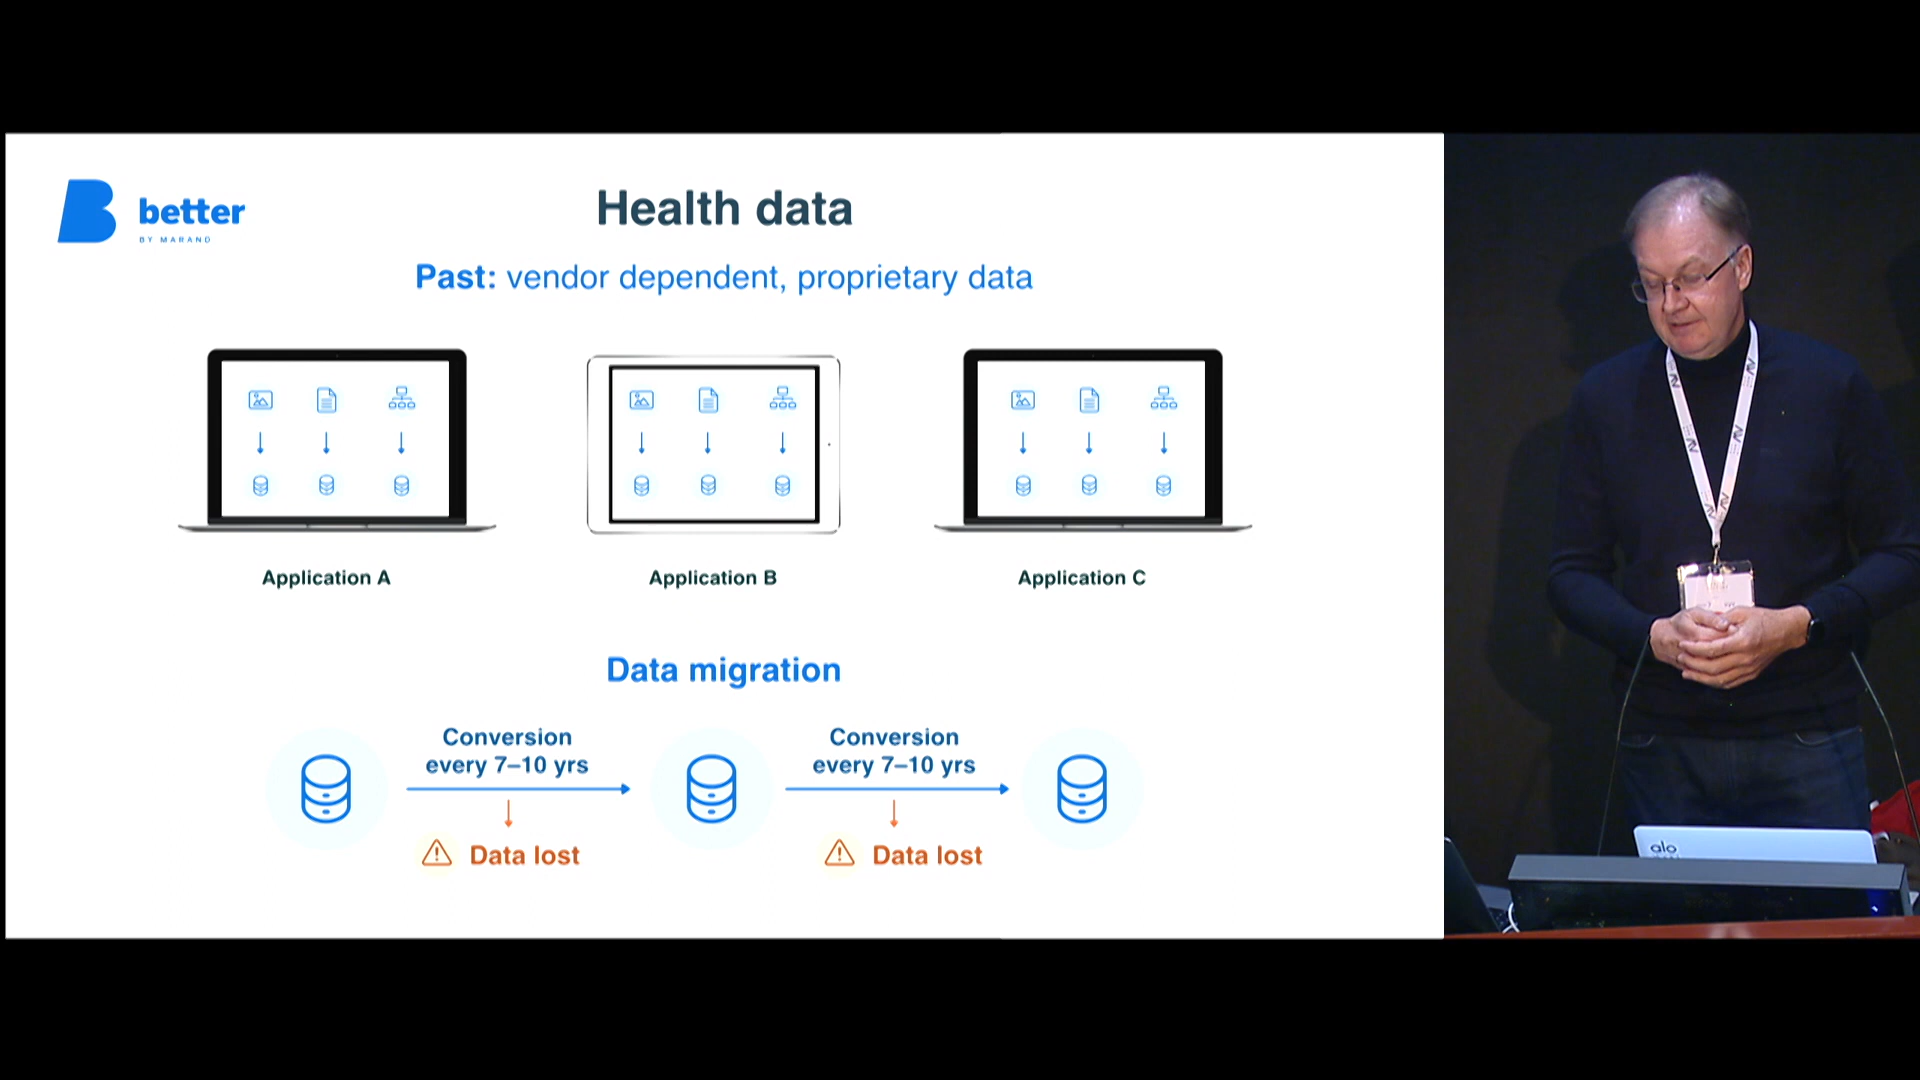 better
BY MARAND
Health data
Past: vendor dependent, proprietary data
Application A
Application B
Application C
Data migration
Conversion
every 7–10 yrs
Conversion
every 7–10 yrs
Data lost
Data lost
alo